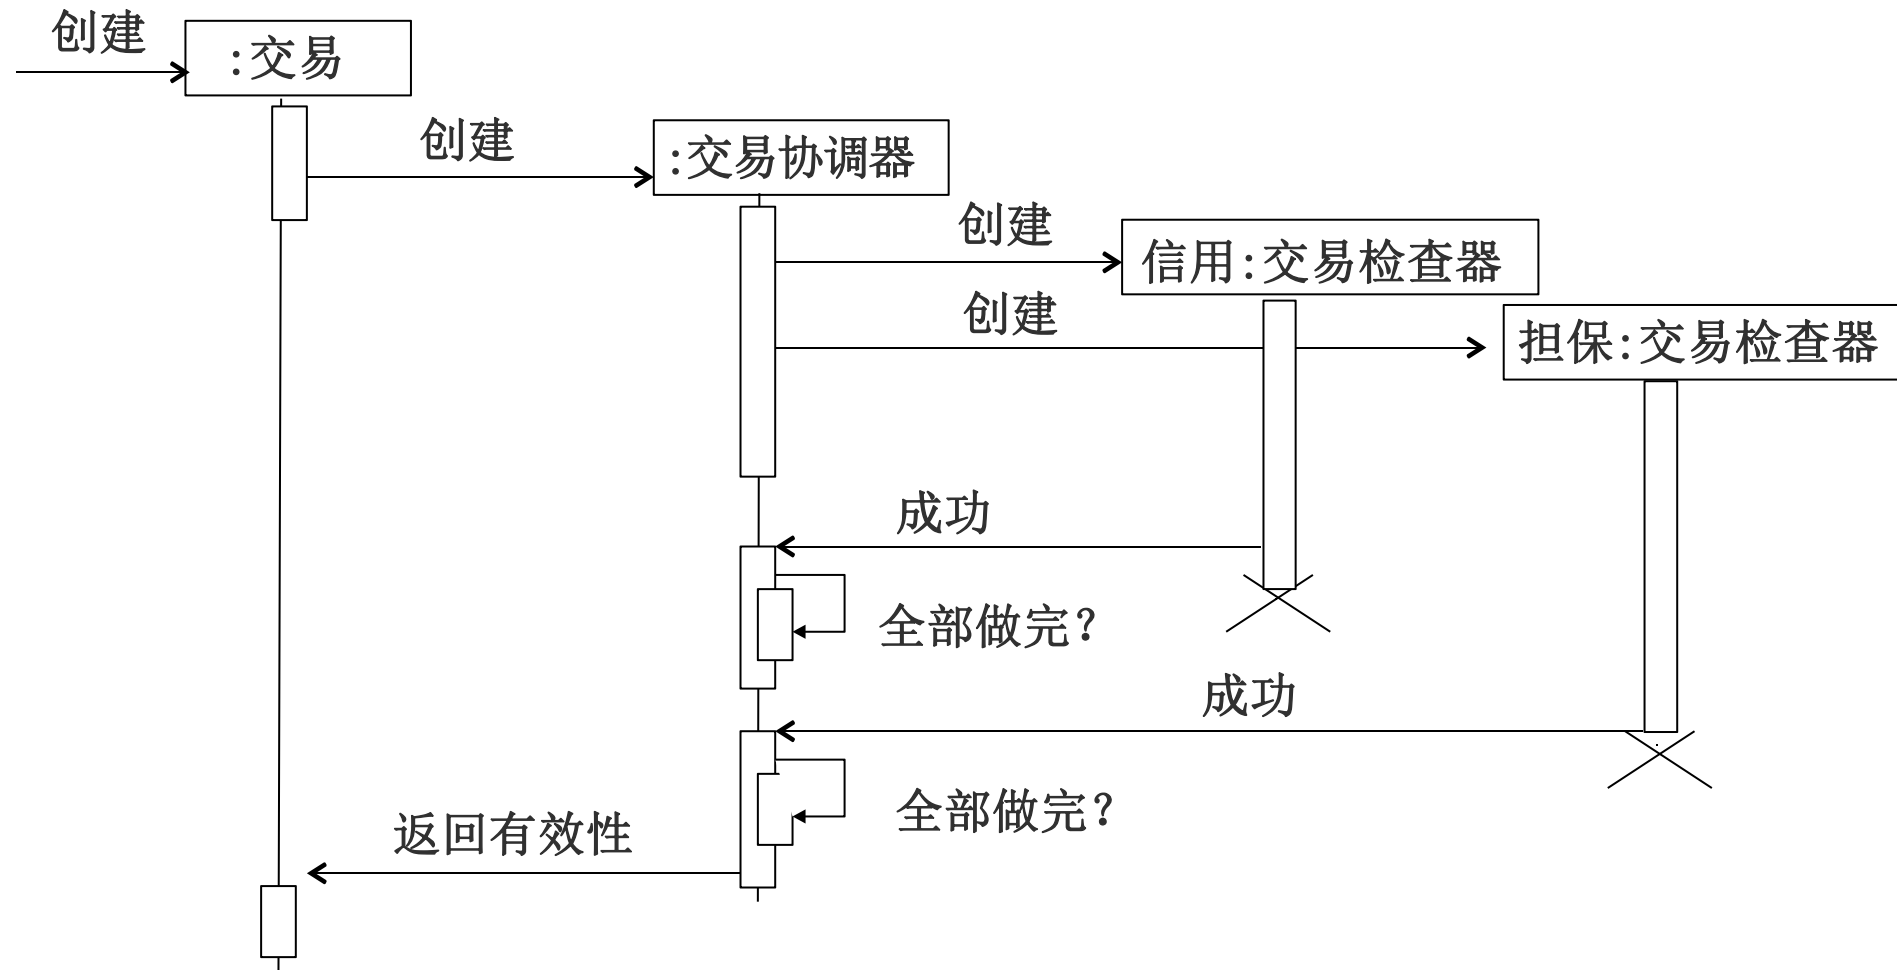 创建
:交易
创建
:交易协调器
创建
信用:交易检查器
创建
担保:交易检查器
成功
全部做完?
成功
全部做完?
返回有效性